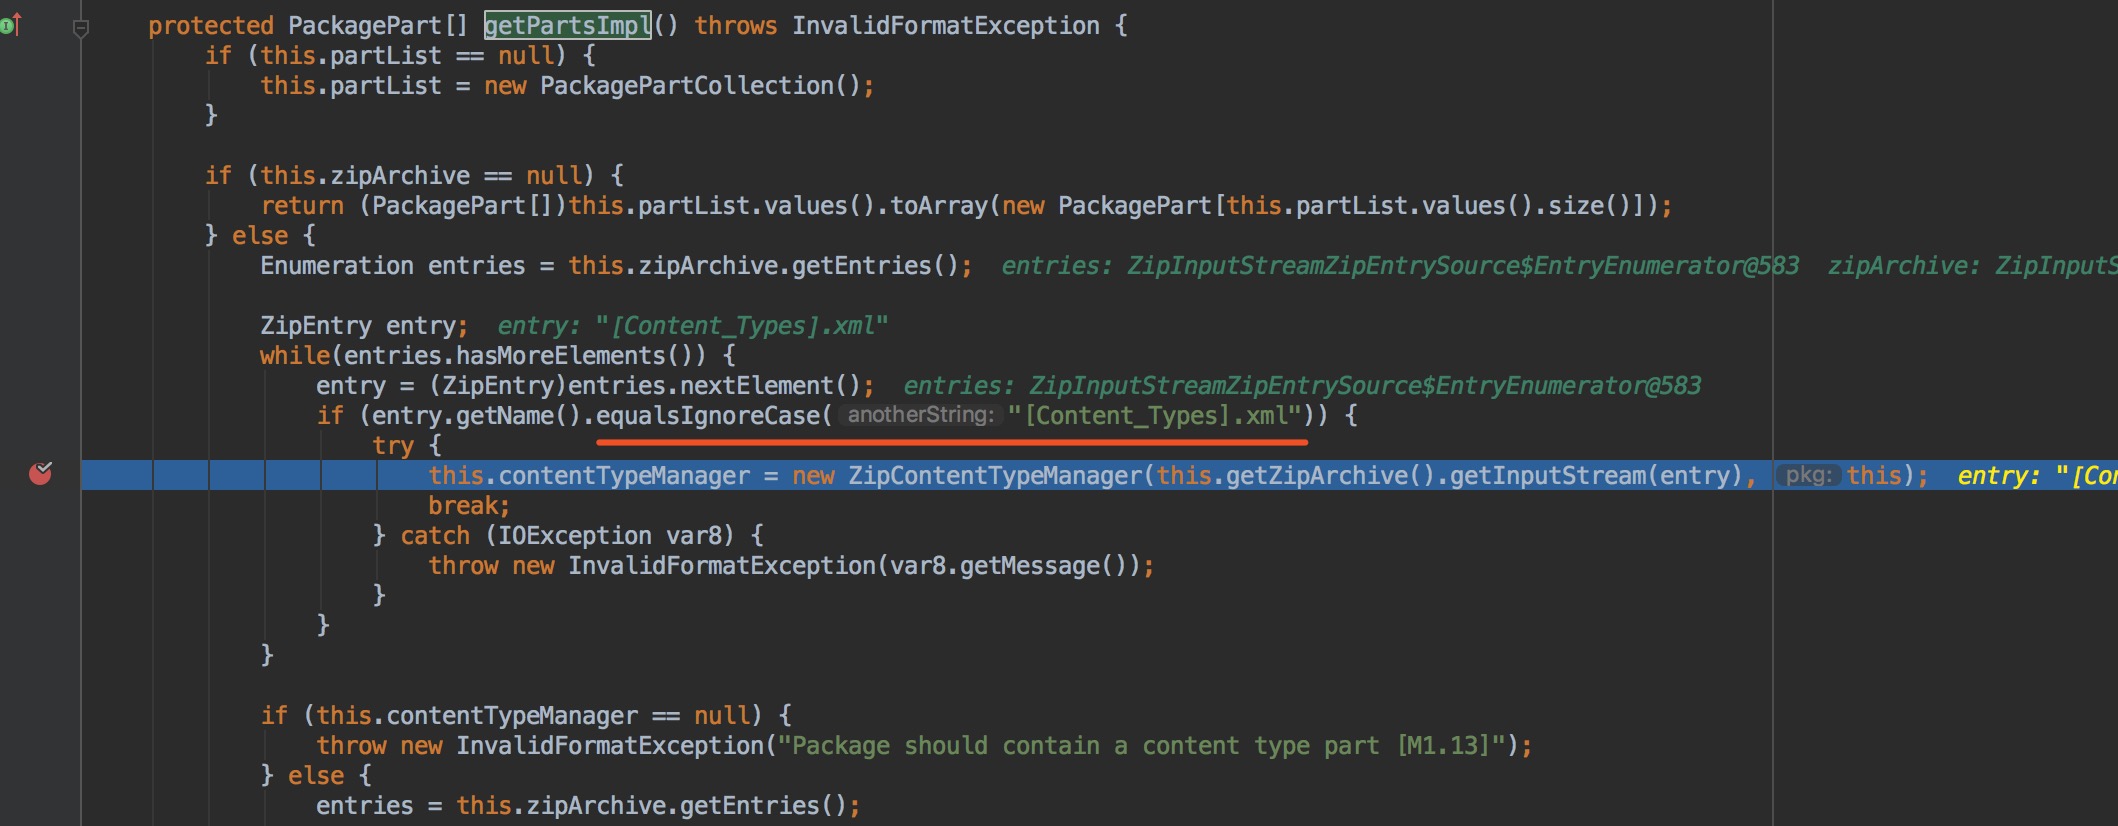 protected PackagePart[] getPartsImpl() throws InvalidFormatException {
if (this.partList == null) {
this.partList = new PackagePartCollection();
}
if (this.zipArchive == null) {
return (PackagePart[])this.partList.values().toArray(new PackagePart[this.partList.values().size()]);
} else {
Enumeration entries = this.zipArchive.getEntries(); entries: ZipInputStreamZipEntrySource$EntryEnumerator@583 zipArchive: ZipInputS
ZipEntry entry; entry: "[Content_Types].xml"
while(entries.hasMoreElements()) {
entry = (ZipEntry)entries.nextElement(); entries: ZipInputStreamZipEntrySource$EntryEnumerator@583
if (entry.getName().equalsIgnoreCase( anotherString: "[Content_Types].xml")) {
try {
this.contentTypeManager = new ZipContentTypeManager(this.getZipArchive().getInputStream(entry), pkg: this); entry: "[Con
break;
} catch (IOException var8) {
throw new InvalidFormatException(var8.getMessage());
}
}
}
if (this.contentTypeManager == null) {
throw new InvalidFormatException("Package should contain a content type part [M1.13]");
} else {
entries = this.zipArchive.getEntries();